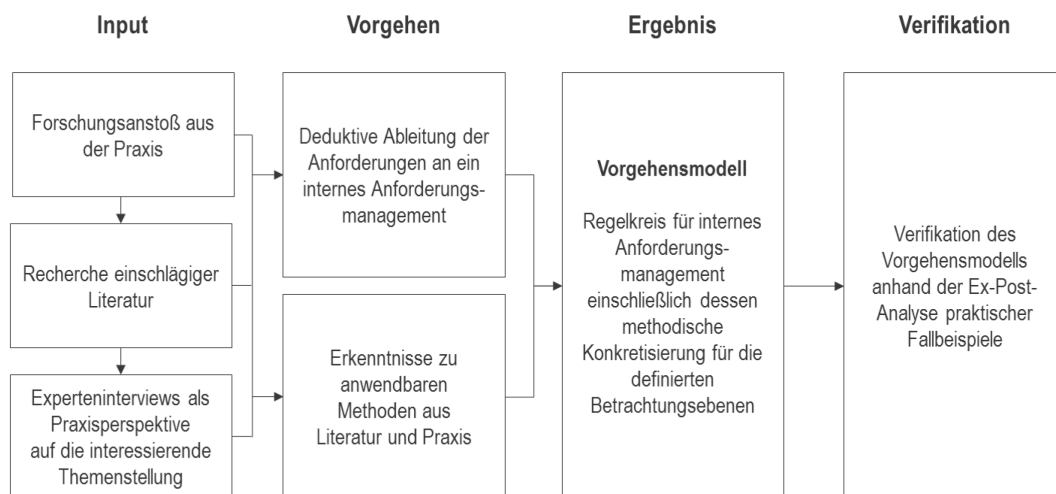 Input
Vorgehen
Ergebnis
Verifikation
Forschungsanstoß aus
der Praxis
Recherche einschlägiger
Literatur
Experteninterviews als
Praxisperspektive
auf die interessierende
Themenstellung
Deduktive Ableitung der
Anforderungen an ein
internes Anforderungs-
management
Erkenntnisse zu
anwendbaren
Methoden aus
Literatur und Praxis
Vorgehensmodell
Regelkreis für internes
Anforderungs-
management
einschließlich dessen
methodische
Konkretisierung für die
definierten
Betrachtungsebenen
Verifikation des
Vorgehensmodells
anhand der Ex-Post-
Analyse praktischer
Fallbeispiele